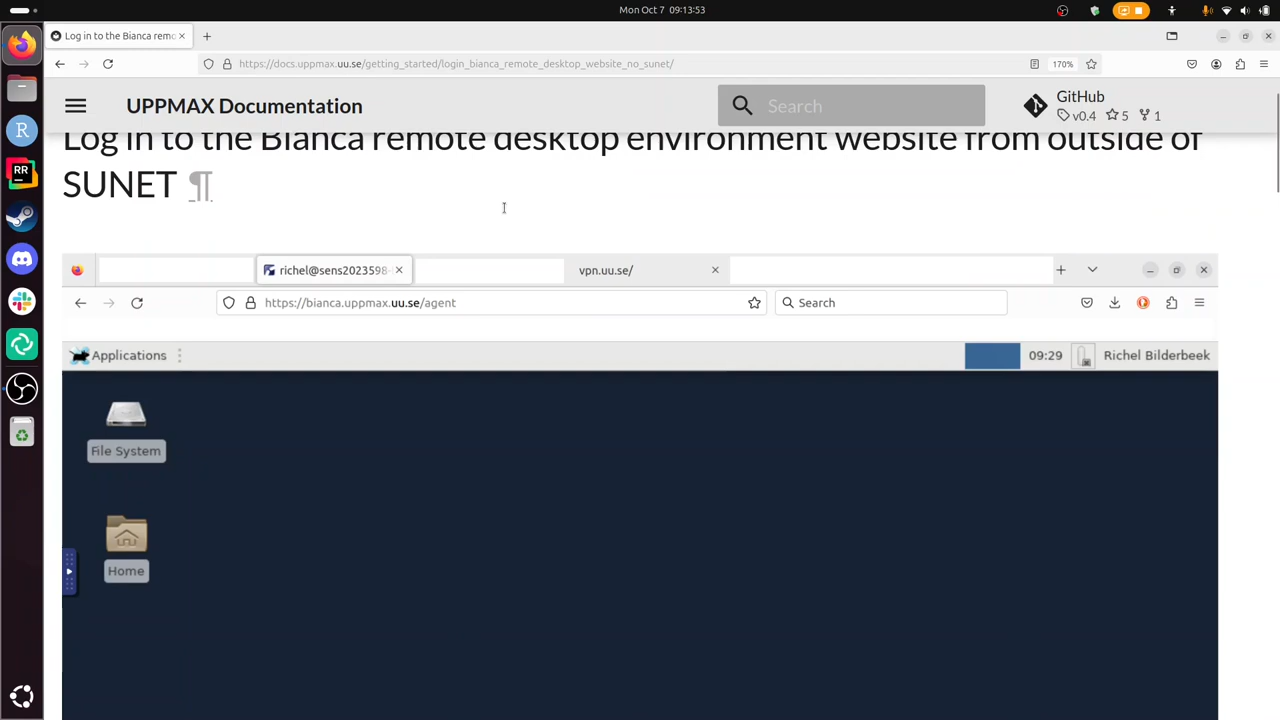 Mon Oct 7 09:13:53
Log in to the Bianca rem
https://docs.uppmax.uu.se/getting_started/login_bianca_remote_desktop_website_no_sunet/
170%
UPPMAX Documentation
Search
GitHub
v0.4 5 1
Log in to the Bianca remote desktop environment website from outside of
SUNET ¶
richel@sens2023598-
vpn.uu.se/
https://bianca.uppmax.uu.se/agent
Search
Applications
09:29
Richel Bilderbeek
File System
Home
R
RR